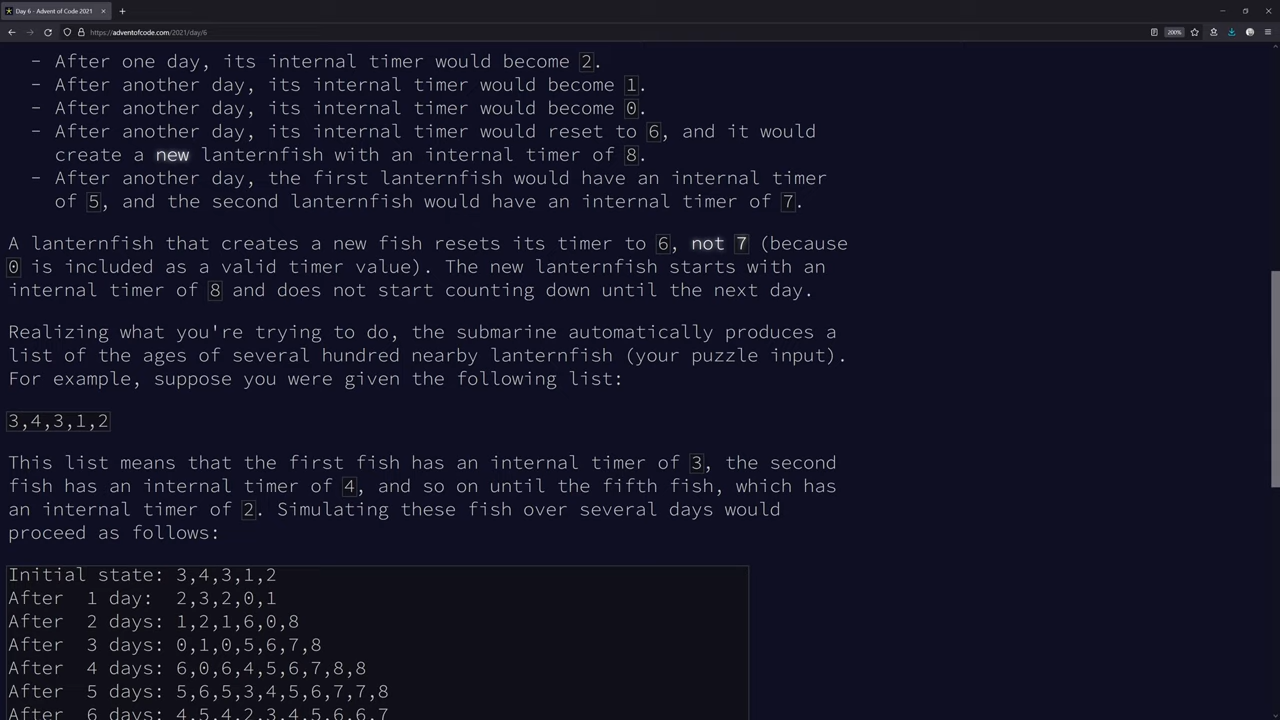 Day 6 - Advent of Code 2021
https://adventofcode.com/2021/day/6
200%
- After one day, its internal timer would become 2.
- After another day, its internal timer would become 1.
- After another day, its internal timer would become 0.
- After another day, its internal timer would reset to 6, and it would
create a new lanternfish with an internal timer of 8.
- After another day, the first lanternfish would have an internal timer
of 5, and the second lanternfish would have an internal timer of 7.
A lanternfish that creates a new fish resets its timer to 6, not 7 (because
0 is included as a valid timer value). The new lanternfish starts with an
internal timer of 8 and does not start counting down until the next day.
Realizing what you're trying to do, the submarine automatically produces a
list of the ages of several hundred nearby lanternfish (your puzzle input).
For example, suppose you were given the following list:
3,4,3,1,2
This list means that the first fish has an internal timer of 3, the second
fish has an internal timer of 4, and so on until the fifth fish, which has
an internal timer of 2. Simulating these fish over several days would
proceed as follows:
Initial state: 3,4,3,1,2
After  1 day:  2,3,2,0,1
After  2 days: 1,2,1,6,0,8
After  3 days: 0,1,0,5,6,7,8
After  4 days: 6,0,6,4,5,6,7,8,8
After  5 days: 5,6,5,3,4,5,6,7,7,8
After  6 days: 4,5,4,2,3,4,5,6,6,7